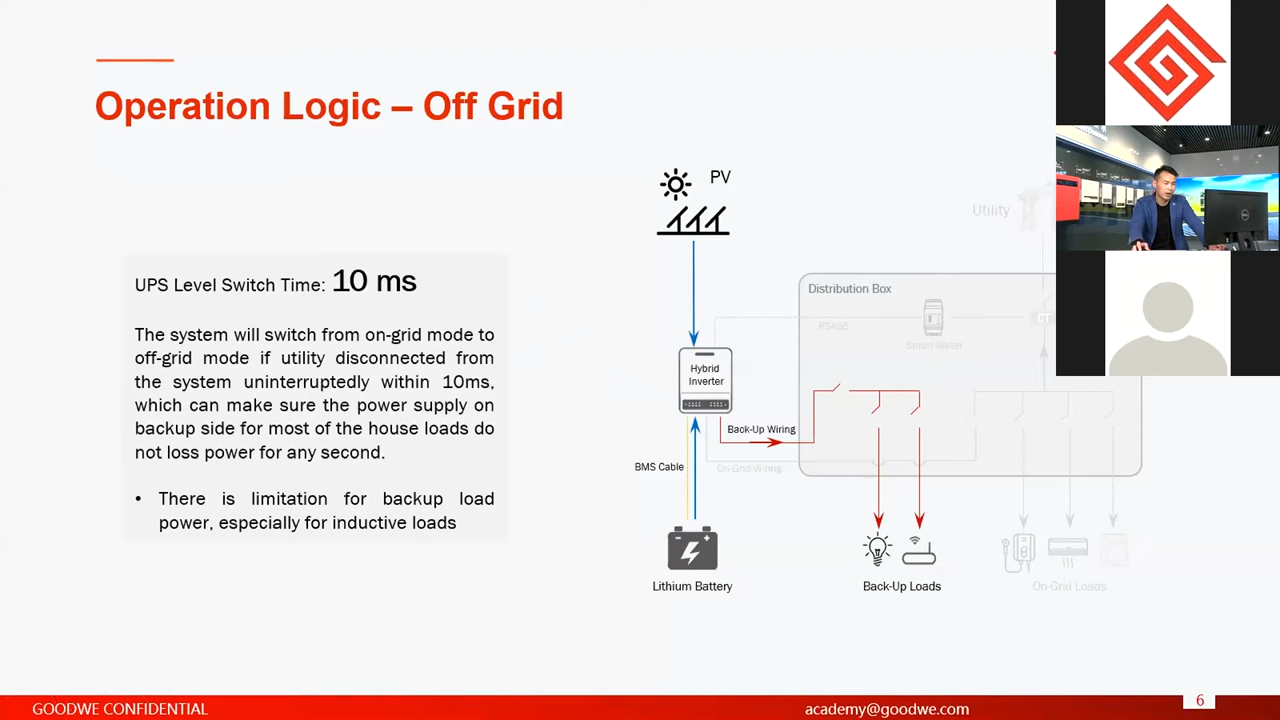 Operation Logic – Off Grid
UPS Level Switch Time: 10 ms
The system will switch from on-grid mode to
off-grid mode if utility disconnected from
the system uninterruptedly within 10ms,
which can make sure the power supply on
backup side for most of the house loads do
not loss power for any second.
• There is limitation for backup load
power, especially for inductive loads
PV
Utility
Distribution Box
RS485
Smart Meter
CT
Hybrid
Inverter
Back-Up Wiring
BMS Cable
On-Grid Wiring
Lithium Battery
Back-Up Loads
On-Grid Loads
DELL
GOODWE CONFIDENTIAL
academy@goodwe.com
6